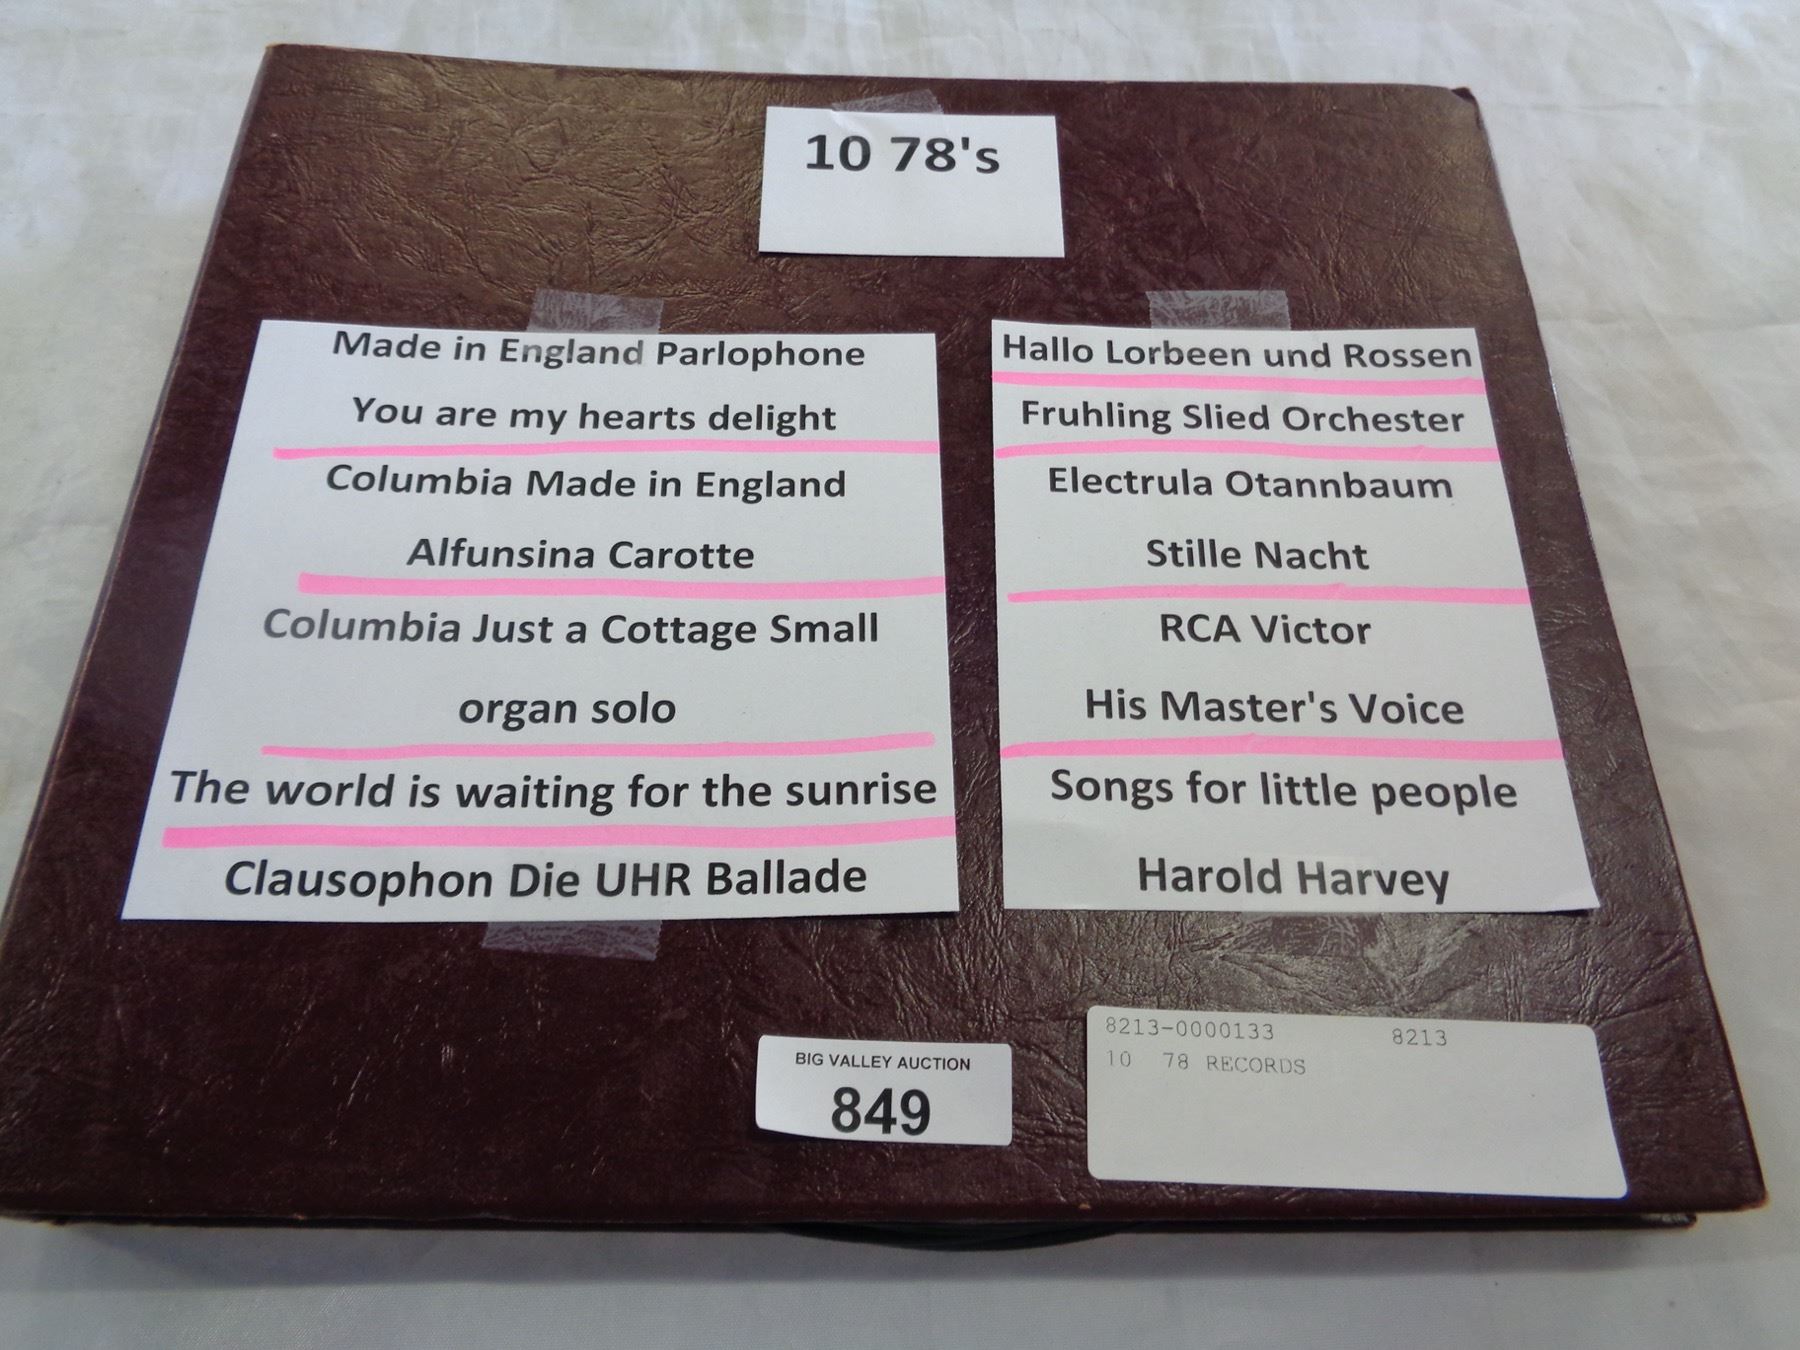 10 78's
Made in England Parlophone
You are my hearts delight
Columbia Made in England
Alfunsina Carotte
Columbia Just a Cottage Small
organ solo
The world is waiting for the sunrise
Clausophon Die UHR Ballade
Hallo Lorbeen und Rossen
Fruhling Slied Orchester
Electrula Otannbaum
Stille Nacht
RCA Victor
His Master's Voice
Songs for little people
Harold Harvey
BIG VALLEY AUCTION
849
8213-0000133 8213
10 78 RECORDS